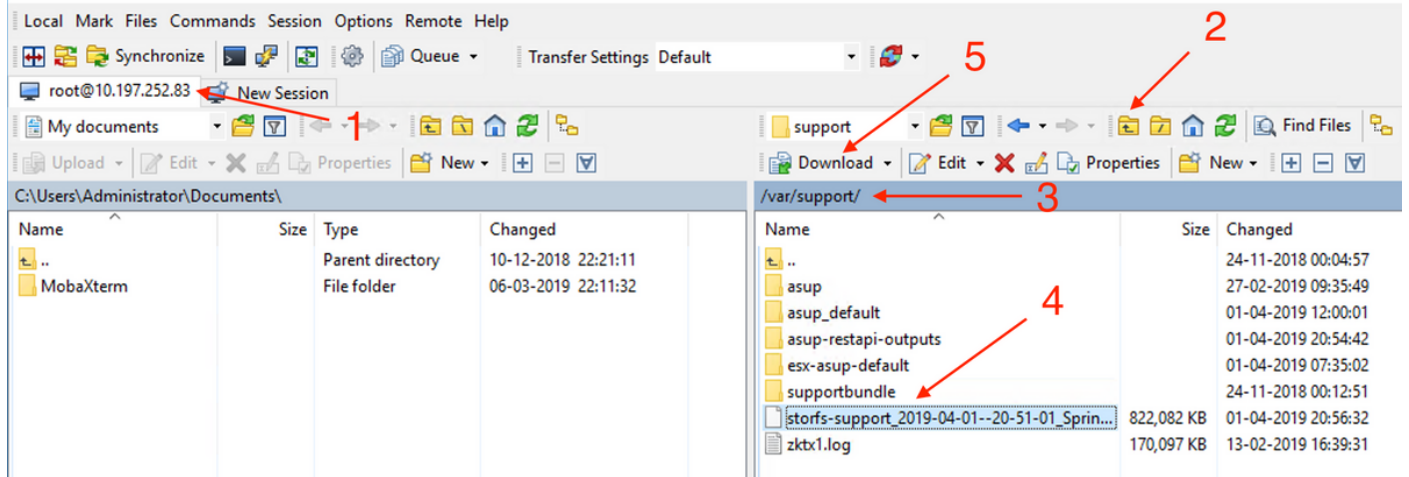 Local Mark Files Commands Session Options Remote Help
2
Synchronize Queue Transfer Settings Default
5
root@10.197.252.83 New Session
1
My documents support Find Files
Upload Edit Properties New Download Edit Properties New
C:\Users\Administrator\Documents\ /var/support/
3
Name Size Type Changed Name Size Changed
.. Parent directory 10-12-2018 22:21:11 .. 24-11-2018 00:04:57
MobaXterm File folder 06-03-2019 22:11:32 asup 27-02-2019 09:35:49
4
asup_default 01-04-2019 12:00:01
asup-restapi-outputs 01-04-2019 20:54:42
esx-asup-default 01-04-2019 07:35:02
supportbundle 24-11-2018 00:12:51
storfs-support_2019-04-01--20-51-01_Sprin... 822,082 KB 01-04-2019 20:56:32
zktx1.log 170,097 KB 13-02-2019 16:39:31